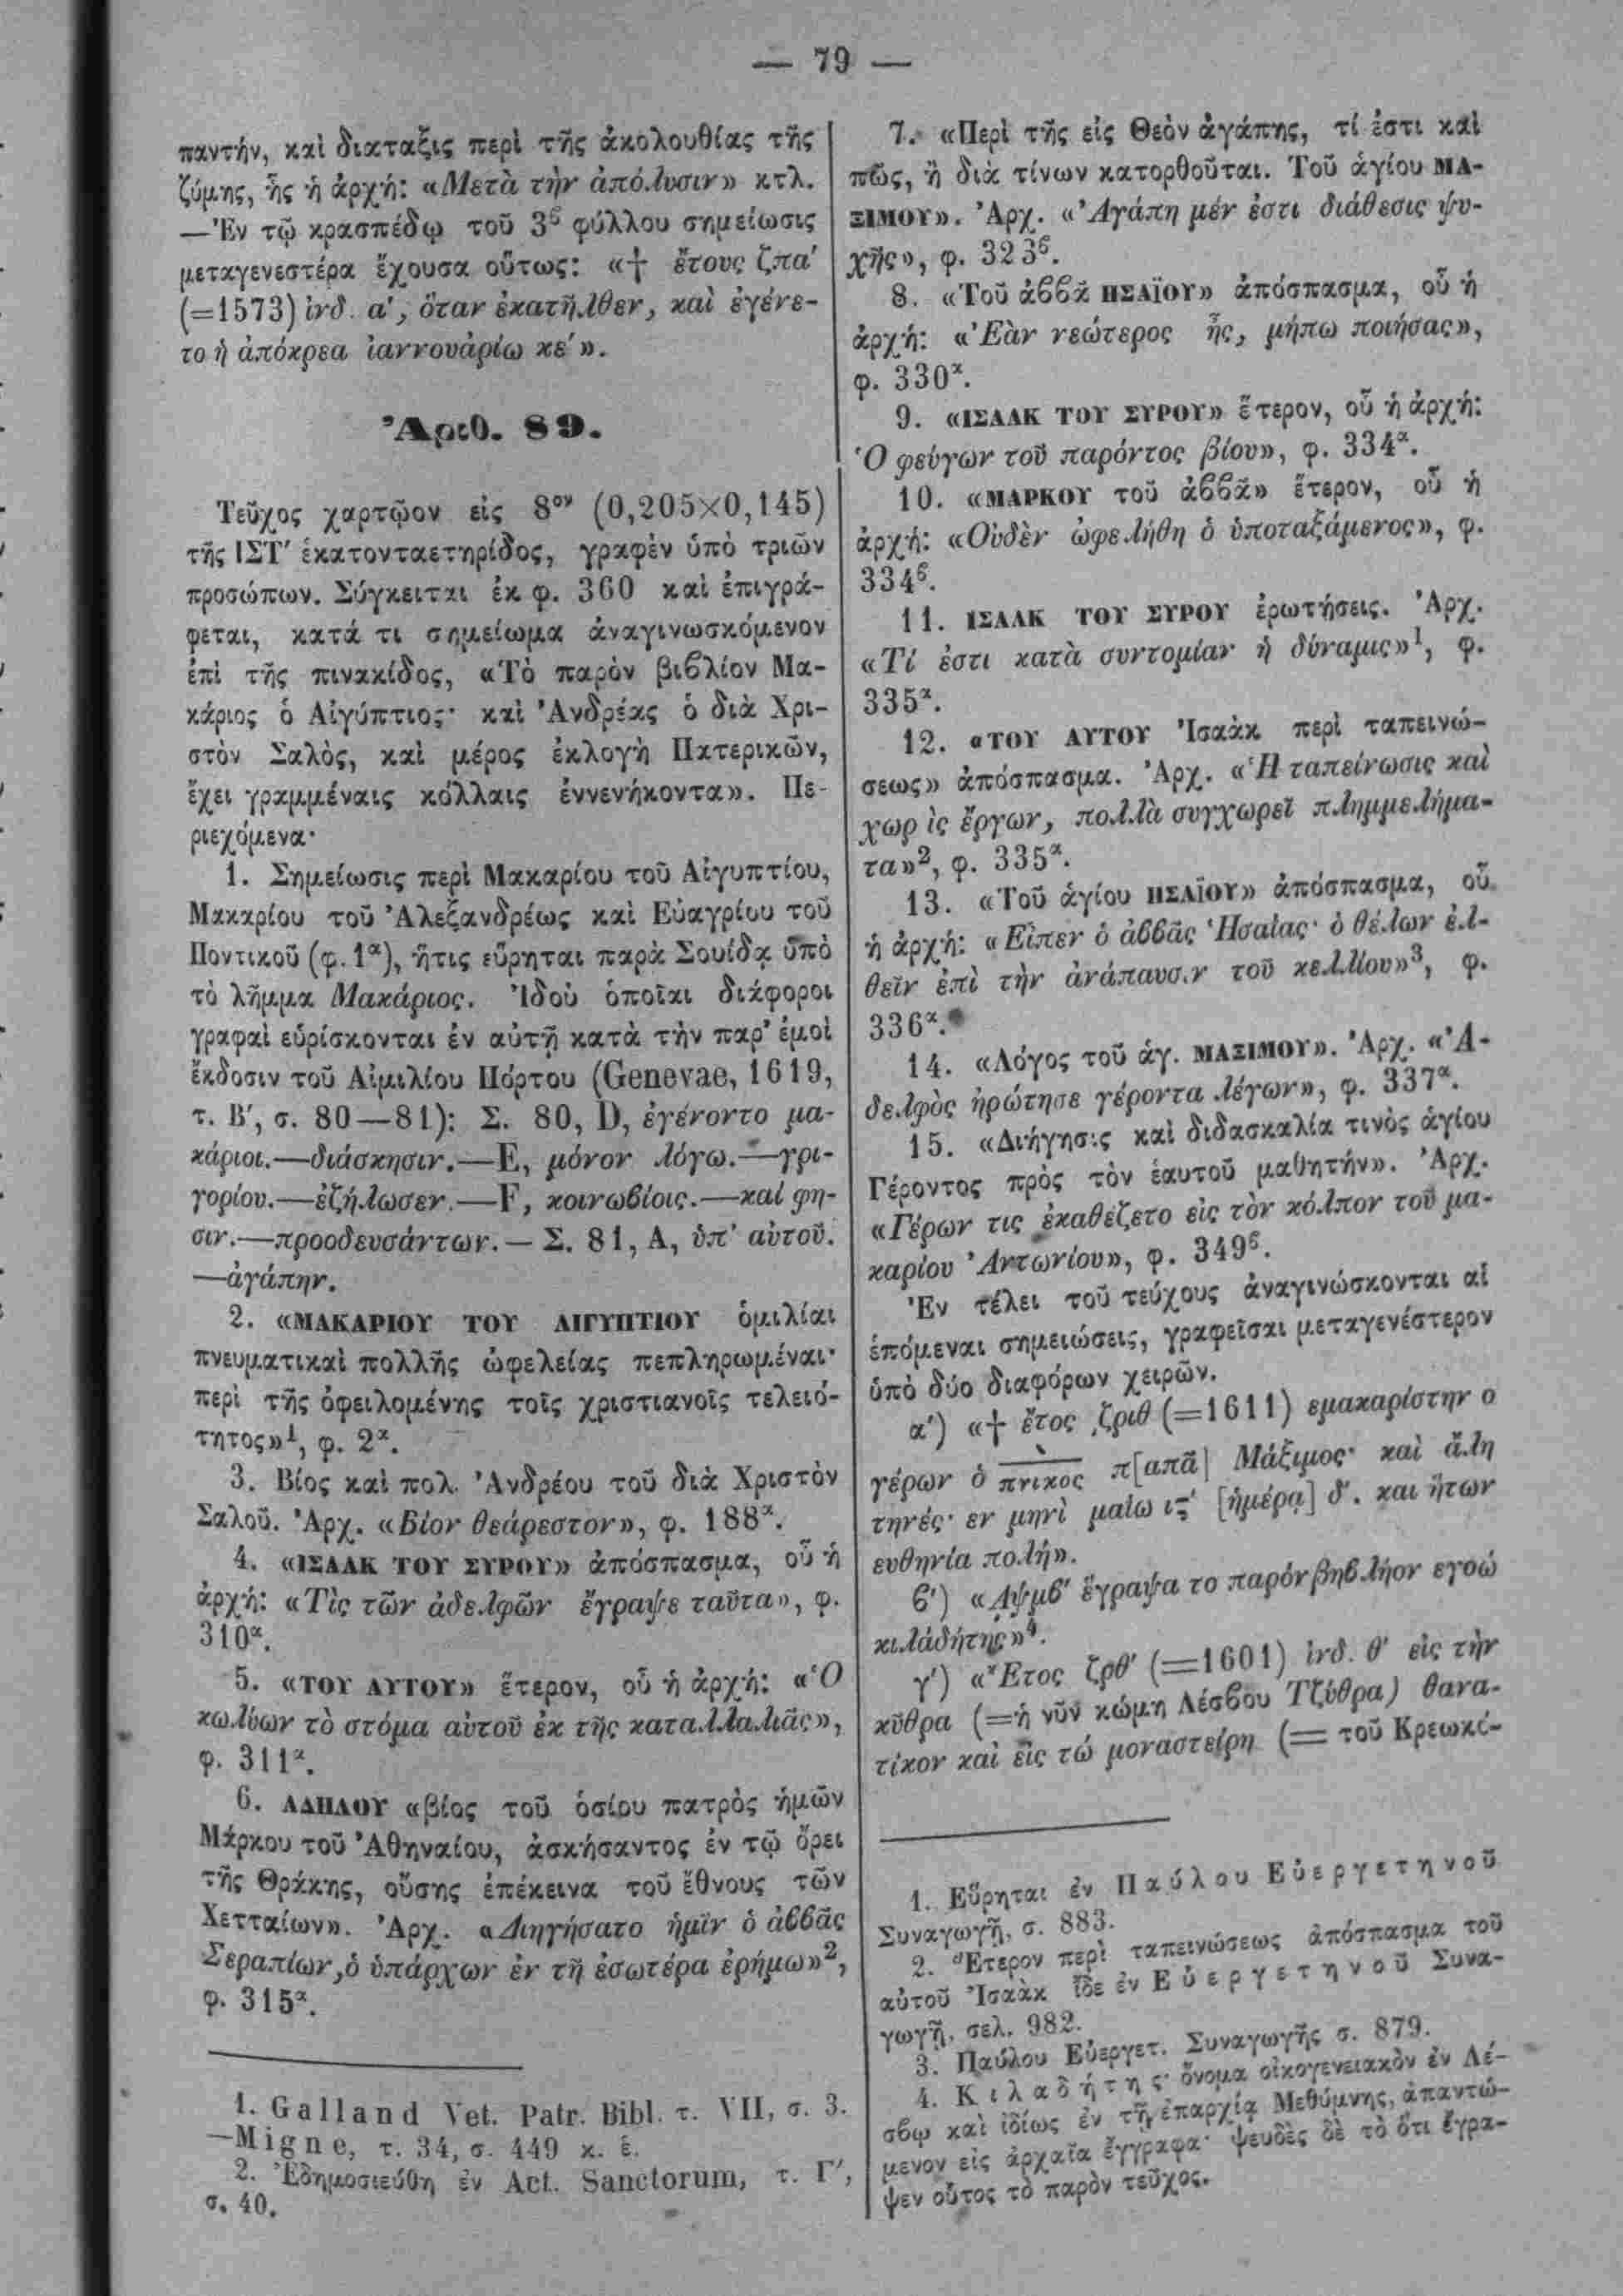 — 79 —
παντήν, καὶ διαταξις περὶ τῆς ἀκολουθίας τῆς
ζύμης, ἧς ἡ ἀρχή: «Μετὰ τὴν ἀπόλυσιν» κτλ.
—Ἐν τῷ κρασπέδῳ τοῦ 3ϐ φύλλου σημείωσις
μεταγενεστέρα ἔχουσα οὕτως: «† ἔτους ζπα΄
(=1573) ἰνδ. α΄, ὅταν ἐκατῆλθεν, καὶ ἐγένε-
το ἡ ἀπόκρεα ἰαννουάρίω κε΄».
Ἀριθ. 89.
Τεῦχος χαρτῷον εἰς 8ον (0,205×0,145)
τῆς ΙΣΤ΄ ἑκατονταετηρίδος, γραφὲν ὑπὸ τριῶν
προσώπων. Σύγκειται ἐκ φ. 360 καὶ ἐπιγρά-
φεται, κατά τι σημείωμα ἀναγινωσκόμενον
ἐπὶ τῆς πινακίδος, «Τὸ παρὸν βιϐλίον Μα-
κάριος ὁ Αἰγύπτιος· καὶ Ἀνδρέας ὁ διὰ Χρι-
στὸν Σαλὸς, καὶ μέρος ἐκλογὴ Πατερικῶν,
ἔχει γραμμέναις κόλλαις ἐννενήκοντα». Πε-
ριεχόμενα·
1. Σημείωσις περὶ Μακαρίου τοῦ Αἰγυπτίου,
Μακαρίου τοῦ Ἀλεξανδρέως καὶ Εὐαγρίου τοῦ
Ποντικοῦ (φ. 1α), ἥτις εὕρηται παρὰ Σουίδᾳ ὑπὸ
τὸ λῆμμα Μακάριος. Ἰδοὺ ὁποῖαι διάφοροι
γραφαὶ εὑρίσκονται ἐν αὐτῇ κατὰ τὴν παρ' ἐμοὶ
ἔκδοσιν τοῦ Αἰμιλίου Πόρτου (Genevae, 1619,
τ. Β΄, σ. 80—81): Σ. 80, D, ἐγένοντο μα-
κάριοι.—διάσκησιν.—Ε, μόνον λόγω.—γρι-
γορίου.—ἐζήλωσεν.—F, κοινωβίοις.—καί φη-
σιν.—προοδευσάντων.— Σ. 81, Α, ὑπ' αὐτοῦ.
—ἀγάπην.
2. «ΜΑΚΑΡΙΟΥ ΤΟΥ ΑΙΓΥΠΤΙΟΥ ὁμιλίαι
πνευματικαὶ πολλῆς ὠφελείας πεπληρωμέναι·
περὶ τῆς ὀφειλομένης τοῖς χριστιανοῖς τελειό-
τητος»1, φ. 2α.
3. Βίος καὶ πολ. Ἀνδρέου τοῦ διὰ Χριστὸν
Σαλοῦ. Ἀρχ. «Βίον θεάρεστον», φ. 188α.
4. «ΙΣΑΑΚ ΤΟΥ ΣΥΡΟΥ» ἀπόσπασμα, οὗ ἡ
ἀρχή: «Τὶς τῶν ἀδελφῶν ἔγραψε ταῦτα», φ.
310α.
5. «ΤΟΥ ΑΥΤΟΥ» ἕτερον, οὗ ἡ ἀρχή: «Ὁ
κωλύων τὸ στόμα αὐτοῦ ἐκ τῆς καταλλαλιᾶς»,
φ. 311α.
6. ΑΔΗΛΟΥ «βίος τοῦ ὁσίου πατρὸς ἡμῶν
Μάρκου τοῦ Ἀθηναίου, ἀσκήσαντος ἐν τῷ ὄρει
τῆς Θράκης, οὔσης ἐπέκεινα τοῦ ἔθνους τῶν
Χετταίων». Ἀρχ. «Διηγήσατο ἡμῖν ὁ ἀϐϐᾶς
Σεραπίων, ὁ ὑπάρχων ἐν τῆ ἐσωτέρα ἐρήμω»2,
φ. 315α.
1. Galland Vet. Patr. Bibl. τ. VII, σ. 3.
—Migne, τ. 34, σ. 449 κ. ἑ.
2. Ἐδημοσιεύθη ἐν Act. Sanctorum, τ. Γ΄,
σ. 40.
7. «Περὶ τῆς εἰς Θεὸν ἀγάπης, τί ἐστι καὶ
πῶς, ἢ διὰ τίνων κατορθοῦται. Τοῦ ἁγίου ΜΑ-
ΞΙΜΟΥ». Ἀρχ. «Ἀγάπη μέν ἐστι διάθεσις ψυ-
χῆς», φ. 323ϐ.
8. «Τοῦ ἀϐϐᾶ ΗΣΑΪΟΥ» ἀπόσπασμα, οὗ ἡ
ἀρχή: «Ἐὰν νεώτερος ἦς, μήπω ποιήσας»,
φ. 330α.
9. «ΙΣΑΑΚ ΤΟΥ ΣΥΡΟΥ» ἕτερον, οὗ ἡ ἀρχή:
Ὁ φεύγων τοῦ παρόντος βίου», φ. 334α.
10. «ΜΑΡΚΟΥ τοῦ ἀϐϐᾶ» ἕτερον, οὗ ἡ
ἀρχή: «Οὐδὲν ὠφελήθη ὁ ὑποταξάμενος», φ.
334ϐ.
11. ΙΣΑΑΚ ΤΟΥ ΣΥΡΟΥ ἐρωτήσεις. Ἀρχ.
«Τί ἐστι κατὰ συντομίαν ἡ δύναμις»1, φ.
335α.
12. «ΤΟΥ ΑΥΤΟΥ Ἰσαὰκ περὶ ταπεινώ-
σεως» ἀπόσπασμα. Ἀρχ. «Ἡ ταπείνωσις καὶ
χωρὶς ἔργων, πολλὰ συγχωρεῖ πλημμελήμα-
τα»2, φ. 335α.
13. «Τοῦ ἁγίου ΗΣΑΪΟΥ» ἀπόσπασμα, οὗ
ἡ ἀρχή: «Εἶπεν ὁ ἀϐϐᾶς Ἡσαίας· ὁ θέλων ἐλ-
θεῖν ἐπὶ τὴν ἀνάπαυσιν τοῦ κελλίου»3, φ.
336α.
14. «Λόγος τοῦ ἁγ. ΜΑΞΙΜΟΥ». Ἀρχ. «Ἀ-
δελφὸς ἠρώτησε γέροντα λέγων», φ. 337α.
15. «Διήγησις καὶ διδασκαλία τινὸς ἁγίου
Γέροντος πρὸς τὸν ἑαυτοῦ μαθητήν». Ἀρχ.
«Γέρων τις ἐκαθέζετο εἰς τὸν κόλπον τοῦ μα-
καρίου Ἀντωνίου», φ. 349ϐ.
Ἐν τέλει τοῦ τεύχους ἀναγινώσκονται αἱ
ἑπόμεναι σημειώσεις, γραφεῖσαι μεταγενέστερον
ὑπὸ δύο διαφόρων χειρῶν.
α΄) «† ἔτος ͵ζριθ (=1611) εμακαρίστην ο
γέρων ὁ πνικος π[απᾶ] Μάξιμος· καὶ ἄλη
τηνές· εν μηνὶ μαίω ιϛ΄ [ἡμέρᾳ] δ΄. και ἤτων
ευθηνία πολή».
ϐ΄) «͵Αψμϐ΄ ἔγραψα το παρόν βηϐλήον εγοώ
κιλάδήτης»4.
γ΄) «Ἔτος ζρθ΄ (=1601) ἰνδ. θ΄ εἰς τὴν
κῦθρα (=ἡ νῦν κώμη Λέσϐου Τζύθρα) θανα-
τίκον καὶ εἰς τώ μοναστείρη (= τοῦ Κρεωκό-
1. Εὕρηται ἐν Παύλου Εὐεργετηνοῦ
Συναγωγῇ, σ. 883.
2. Ἕτερον περὶ ταπεινώσεως ἀπόσπασμα τοῦ
αὐτοῦ Ἰσαὰκ ἴδε ἐν Εὐεργετηνοῦ Συνα-
γωγῇ, σελ. 982.
3. Παύλου Εὐεργετ. Συναγωγῆς σ. 879.
4. Κιλαδήτης· ὄνομα οἰκογενειακὸν ἐν Λέ-
σϐῳ καὶ ἰδίως ἐν τῇ ἐπαρχίᾳ Μεθύμνης, ἀπαντώ-
μενον εἰς ἀρχαῖα ἔγγραφα· ψευδὲς δὲ τὸ ὅτι ἔγρα-
ψεν οὗτος τὸ παρὸν τεῦχος.